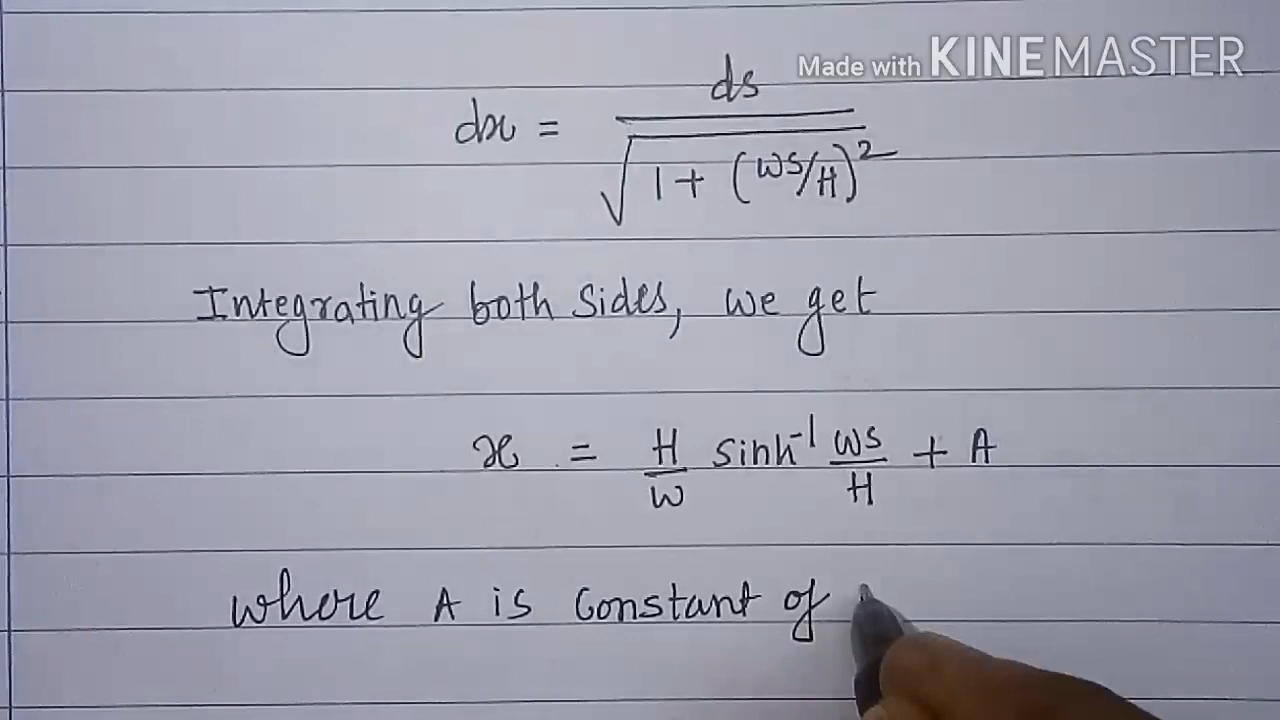 Made with KINEMASTER
dx = ds / √(1 + (ws/H)²)
Integrating both sides, we get
x = H/w sinh⁻¹ ws/H + A
where A is constant of